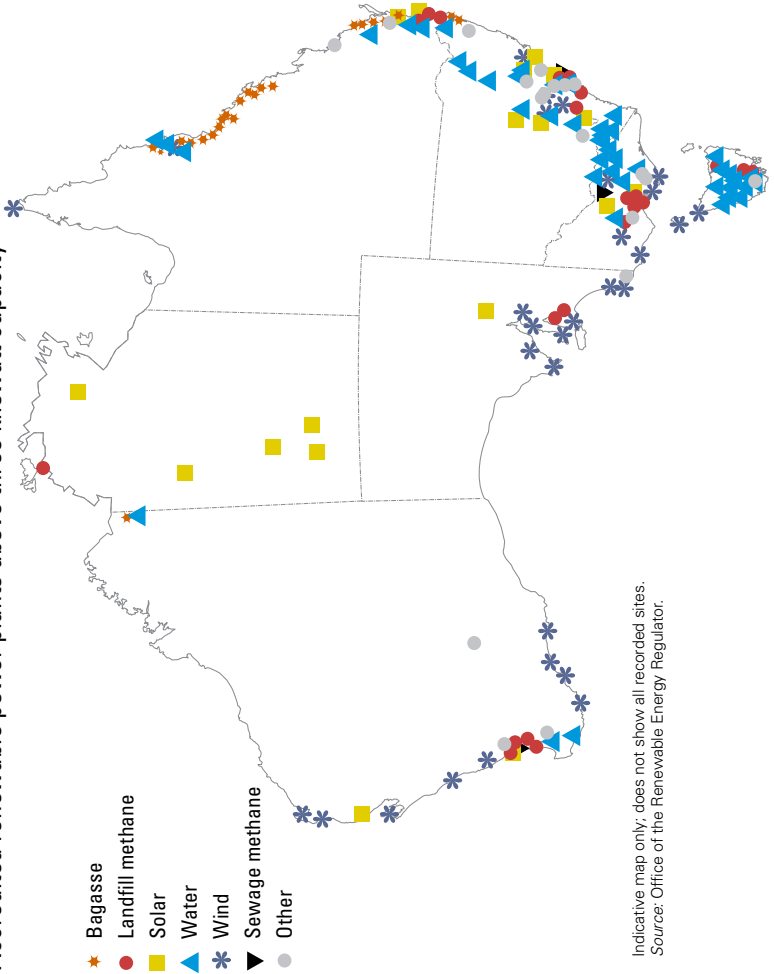 Bagasse
Landfill methane
Solar
Water
Wind
Sewage methane
Other
Indicative map only; does not show all recorded sites.
Source: Office of the Renewable Energy Regulator.